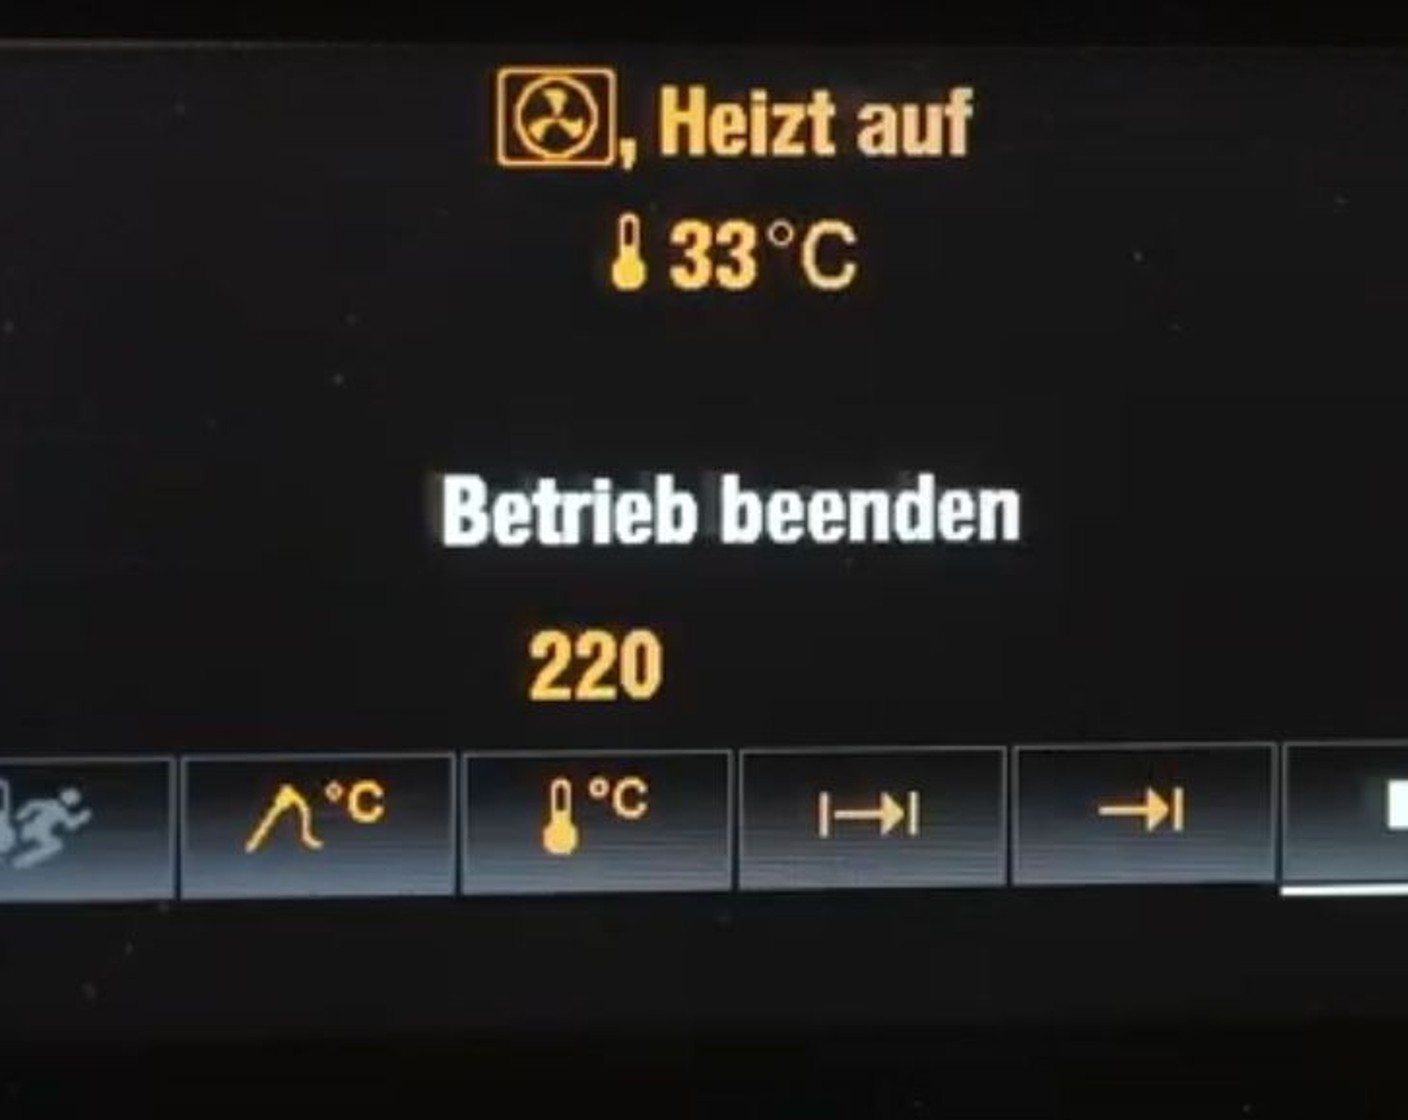 , Heizt auf
33°C
Betrieb beenden
220
°C
°C